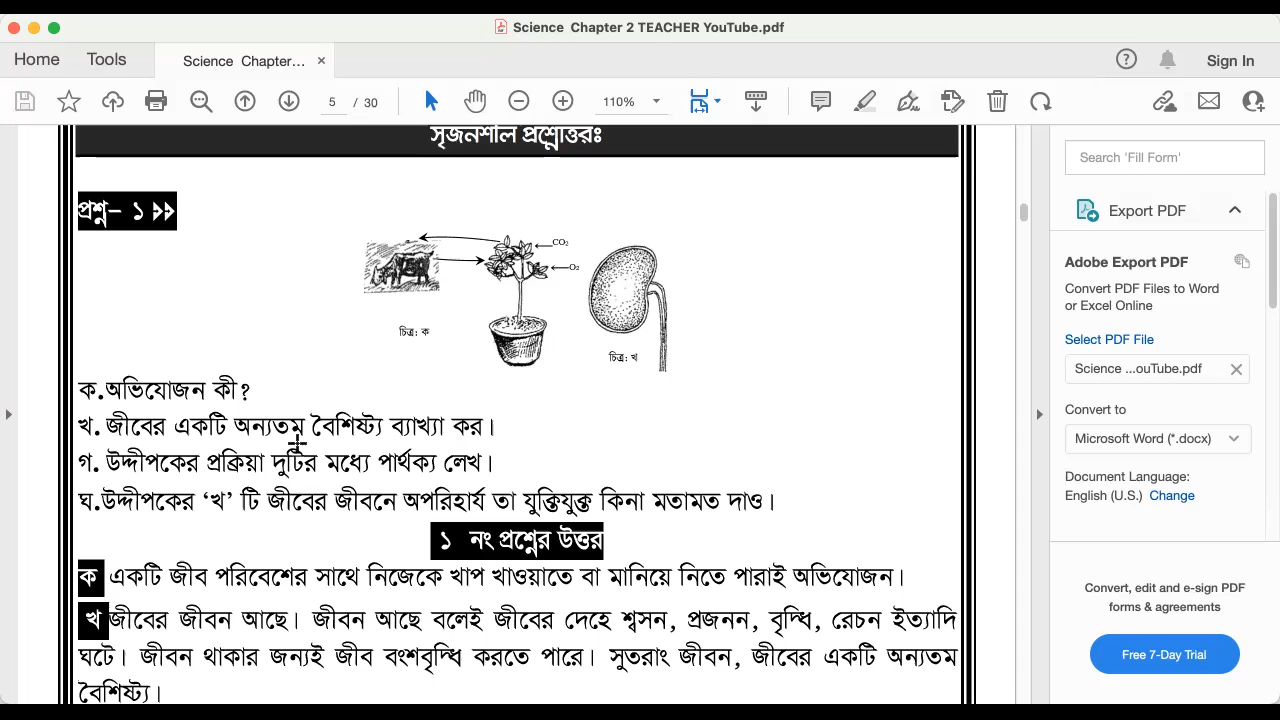 Science Chapter 2 TEACHER YouTube.pdf
Home
Tools
Science Chapter...
Sign In
5 / 30
110%
সৃজনশীল প্রশ্নোত্তরঃ
প্রশ্ন– ১
CO₂
O₂
চিত্র: ক
চিত্র: খ
ক.অভিযোজন কী?
খ. জীবের একটি অন্যতম বৈশিষ্ট্য ব্যাখ্যা কর।
গ. উদ্দীপকের প্রক্রিয়া দুটির মধ্যে পার্থক্য লেখ।
ঘ.উদ্দীপকের ‘খ’ টি জীবের জীবনে অপরিহার্য তা যুক্তিযুক্ত কিনা মতামত দাও।
১ নং প্রশ্নের উত্তর
ক একটি জীব পরিবেশের সাথে নিজেকে খাপ খাওয়াতে বা মানিয়ে নিতে পারাই অভিযোজন।
খ জীবের জীবন আছে। জীবন আছে বলেই জীবের দেহে শ্বসন, প্রজনন, বৃদ্ধি, রেচন ইত্যাদি
ঘটে। জীবন থাকার জন্যই জীব বংশবৃদ্ধি করতে পারে। সুতরাং জীবন, জীবের একটি অন্যতম
বৈশিষ্ট্য।
Search 'Fill Form'
Export PDF
Adobe Export PDF
Convert PDF Files to Word
or Excel Online
Select PDF File
Science ...ouTube.pdf
Convert to
Microsoft Word (*.docx)
Document Language:
English (U.S.) Change
Convert, edit and e-sign PDF
forms & agreements
Free 7-Day Trial